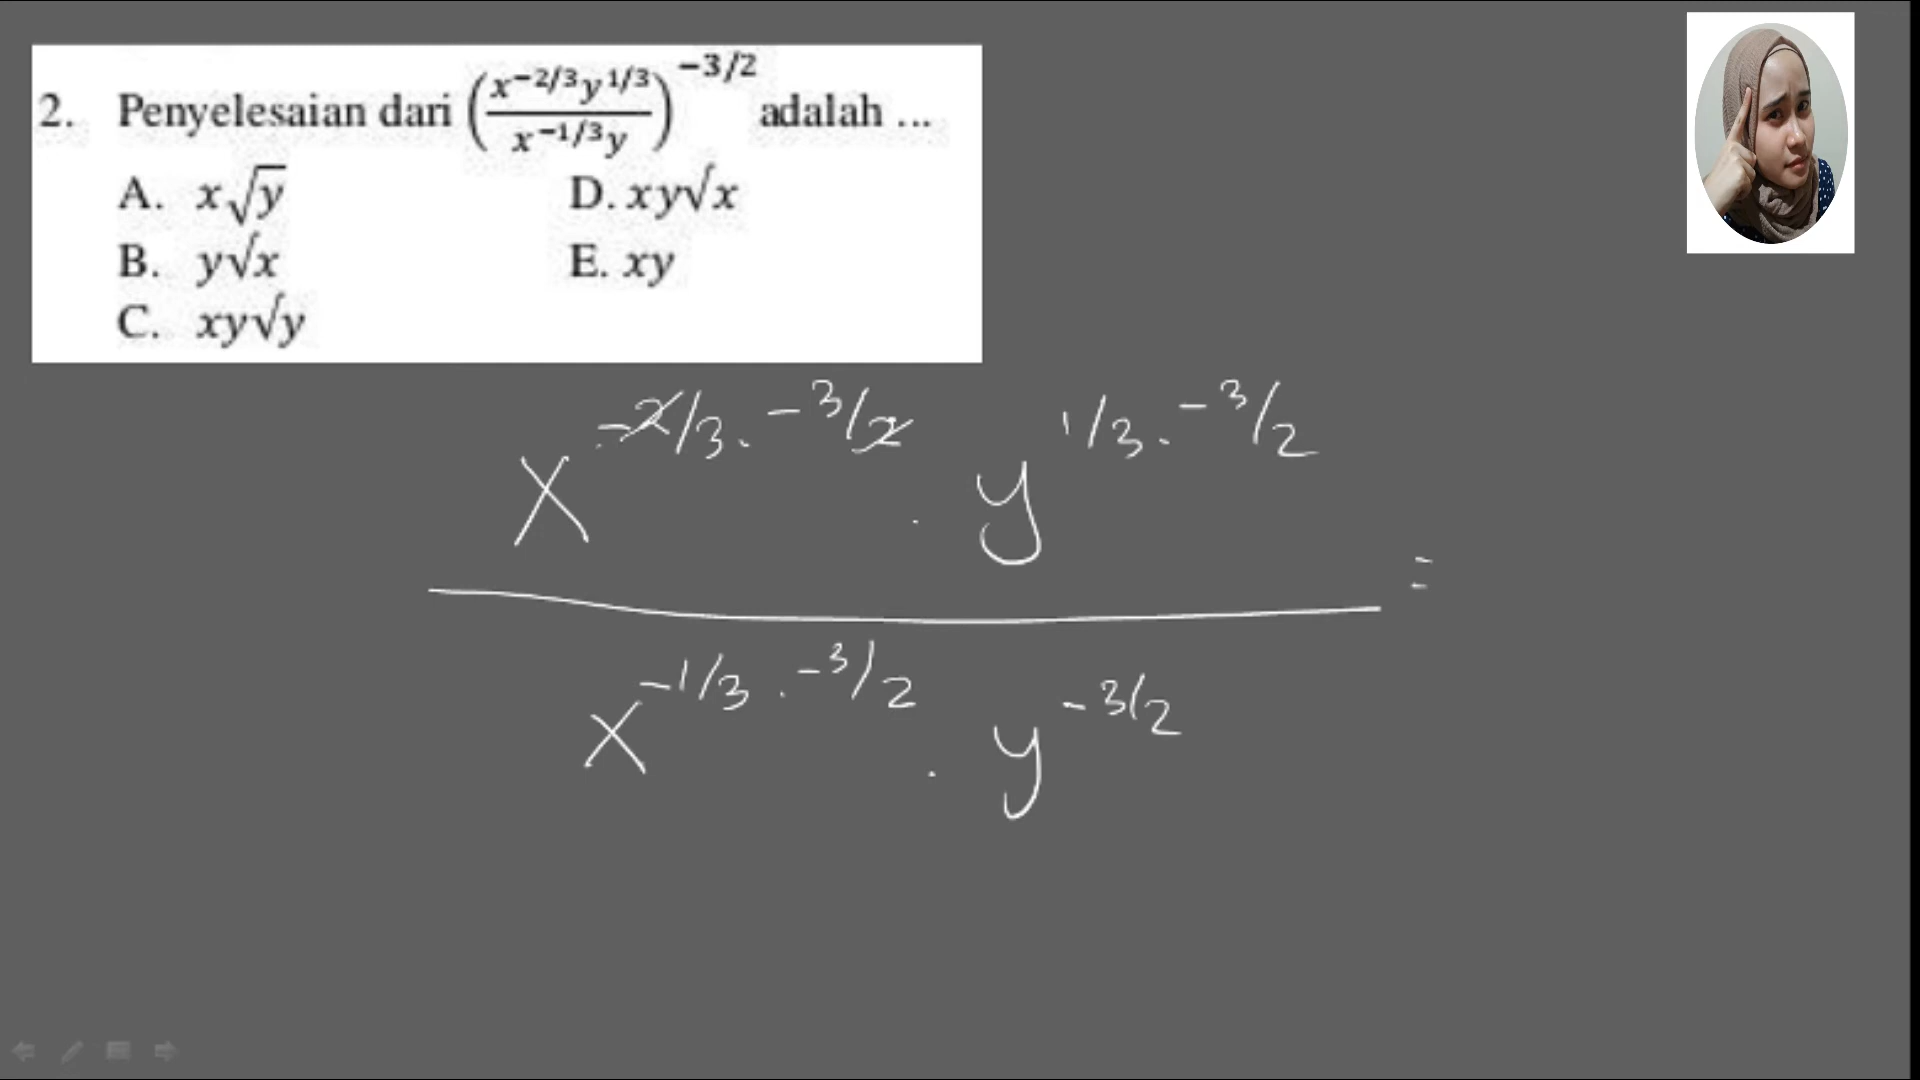 2. Penyelesaian dari (x^{-2/3}y^{1/3} / x^{-1/3}y)^{-3/2} adalah ...
A. x√y D. xy√x
B. y√x E. xy
C. xy√y
x^{-2/3 . -3/2} . y^{1/3 . -3/2}
=
x^{-1/3 . -3/2} . y^{-3/2}